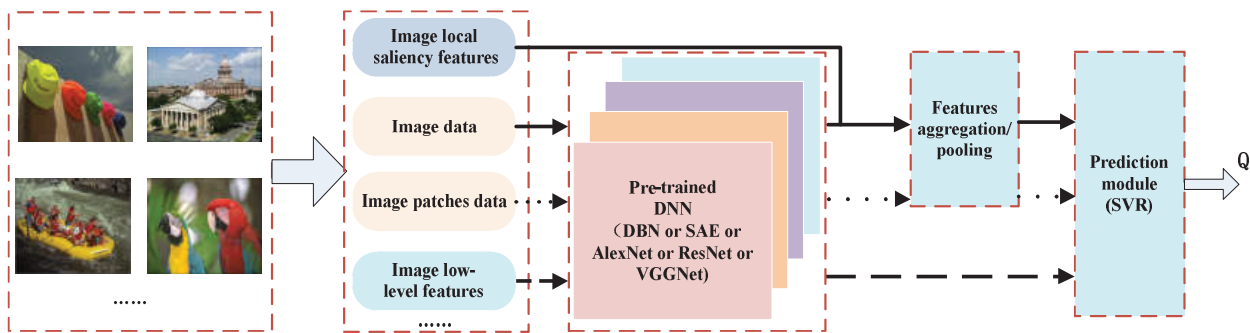 ……
Image local
saliency features
Image data
Image patches data
Image low-
level features
……
Pre-trained
DNN
（DBN or SAE or
AlexNet or ResNet or
VGGNet)
Features
aggregation/
pooling
Prediction
module
(SVR)
Q